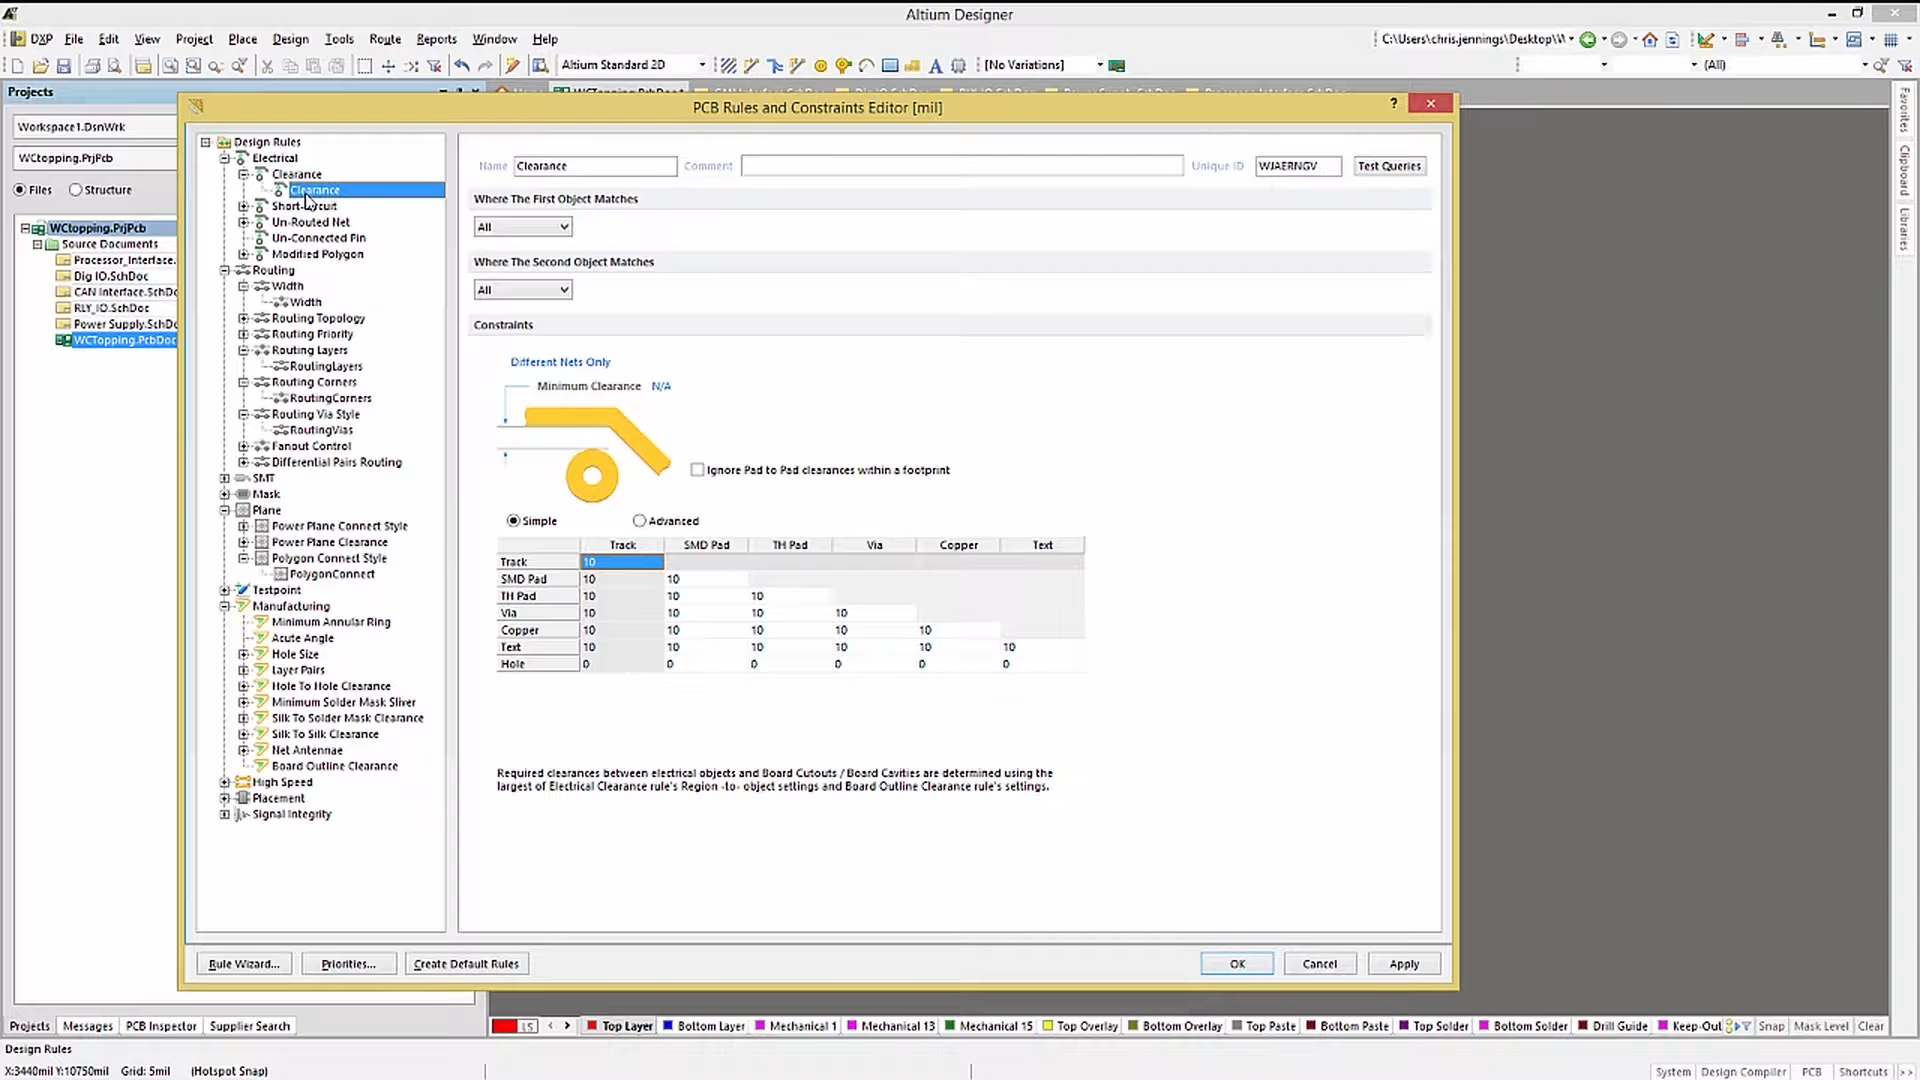 Altium Designer
DXP File Edit View Project Place Design Tools Route Reports Window Help
C:\Users\chris.jennings\Desktop\W
Altium Standard 2D
[No Variations]
(All)
Projects
Workspace1.DsnWrk
WCtopping.PrjPcb
Files Structure
WCtopping.PrjPcb
Source Documents
Processor_Interface.
Dig IO.SchDoc
CAN Interface.SchDo
RLY_IO.SchDoc
Power Supply.SchDo
WCTopping.PcbDoc
PCB Rules and Constraints Editor [mil]
?
Design Rules
Electrical
Clearance
Clearance
Short-Circuit
Un-Routed Net
Un-Connected Pin
Modified Polygon
Routing
Width
Width
Routing Topology
Routing Priority
Routing Layers
RoutingLayers
Routing Corners
RoutingCorners
Routing Via Style
RoutingVias
Fanout Control
Differential Pairs Routing
SMT
Mask
Plane
Power Plane Connect Style
Power Plane Clearance
Polygon Connect Style
PolygonConnect
Testpoint
Manufacturing
Minimum Annular Ring
Acute Angle
Hole Size
Layer Pairs
Hole To Hole Clearance
Minimum Solder Mask Sliver
Silk To Solder Mask Clearance
Silk To Silk Clearance
Net Antennae
Board Outline Clearance
High Speed
Placement
Signal Integrity
Name Clearance Comment Unique ID WJAERNGV Test Queries
Where The First Object Matches
All
Where The Second Object Matches
All
Constraints
Different Nets Only
Minimum Clearance N/A
Ignore Pad to Pad clearances within a footprint
Simple Advanced
Track SMD Pad TH Pad Via Copper Text
Track 10
SMD Pad 10 10
TH Pad 10 10 10
Via 10 10 10 10
Copper 10 10 10 10 10
Text 10 10 10 10 10 10
Hole 0 0 0 0 0 0
Required clearances between electrical objects and Board Cutouts / Board Cavities are determined using the
largest of Electrical Clearance rule's Region -to- object settings and Board Outline Clearance rule's settings.
Rule Wizard... Priorities... Create Default Rules OK Cancel Apply
Favorites
Clipboard
Libraries
Projects Messages PCB Inspector Supplier Search
LS Top Layer Bottom Layer Mechanical 1 Mechanical 13 Mechanical 15 Top Overlay Bottom Overlay Top Paste Bottom Paste Top Solder Bottom Solder Drill Guide Keep-Out Snap Mask Level Clear
Design Rules
X:3440mil Y:10750mil Grid: 5mil (Hotspot Snap)
System Design Compiler PCB Shortcuts >>